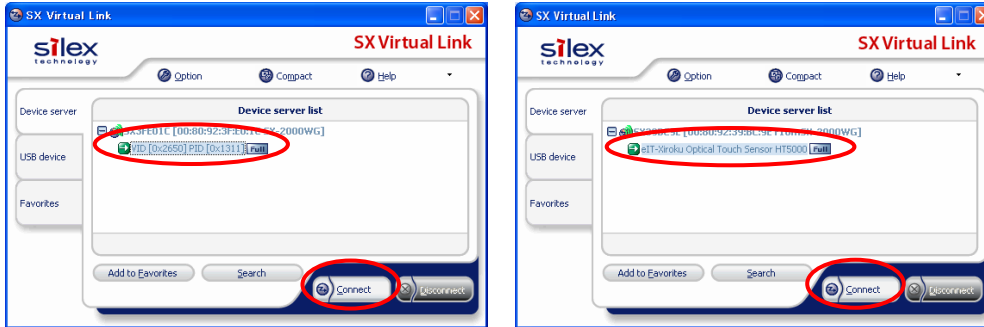 SX Virtual Link
silex
technology
SX Virtual Link
Option
Compact
Help
Device server
USB device
Favorites
Device server list
[00:80:92:3F:E0:1C SX-2000WG]
VID [0x2650] PID [0x1311] Full
Add to Favorites
Search
Connect
Disconnect
SX Virtual Link
silex
technology
SX Virtual Link
Option
Compact
Help
Device server
USB device
Favorites
Device server list
eIT-Xiroku Optical Touch Sensor HT5000 Full
Add to Favorites
Search
Connect
Disconnect